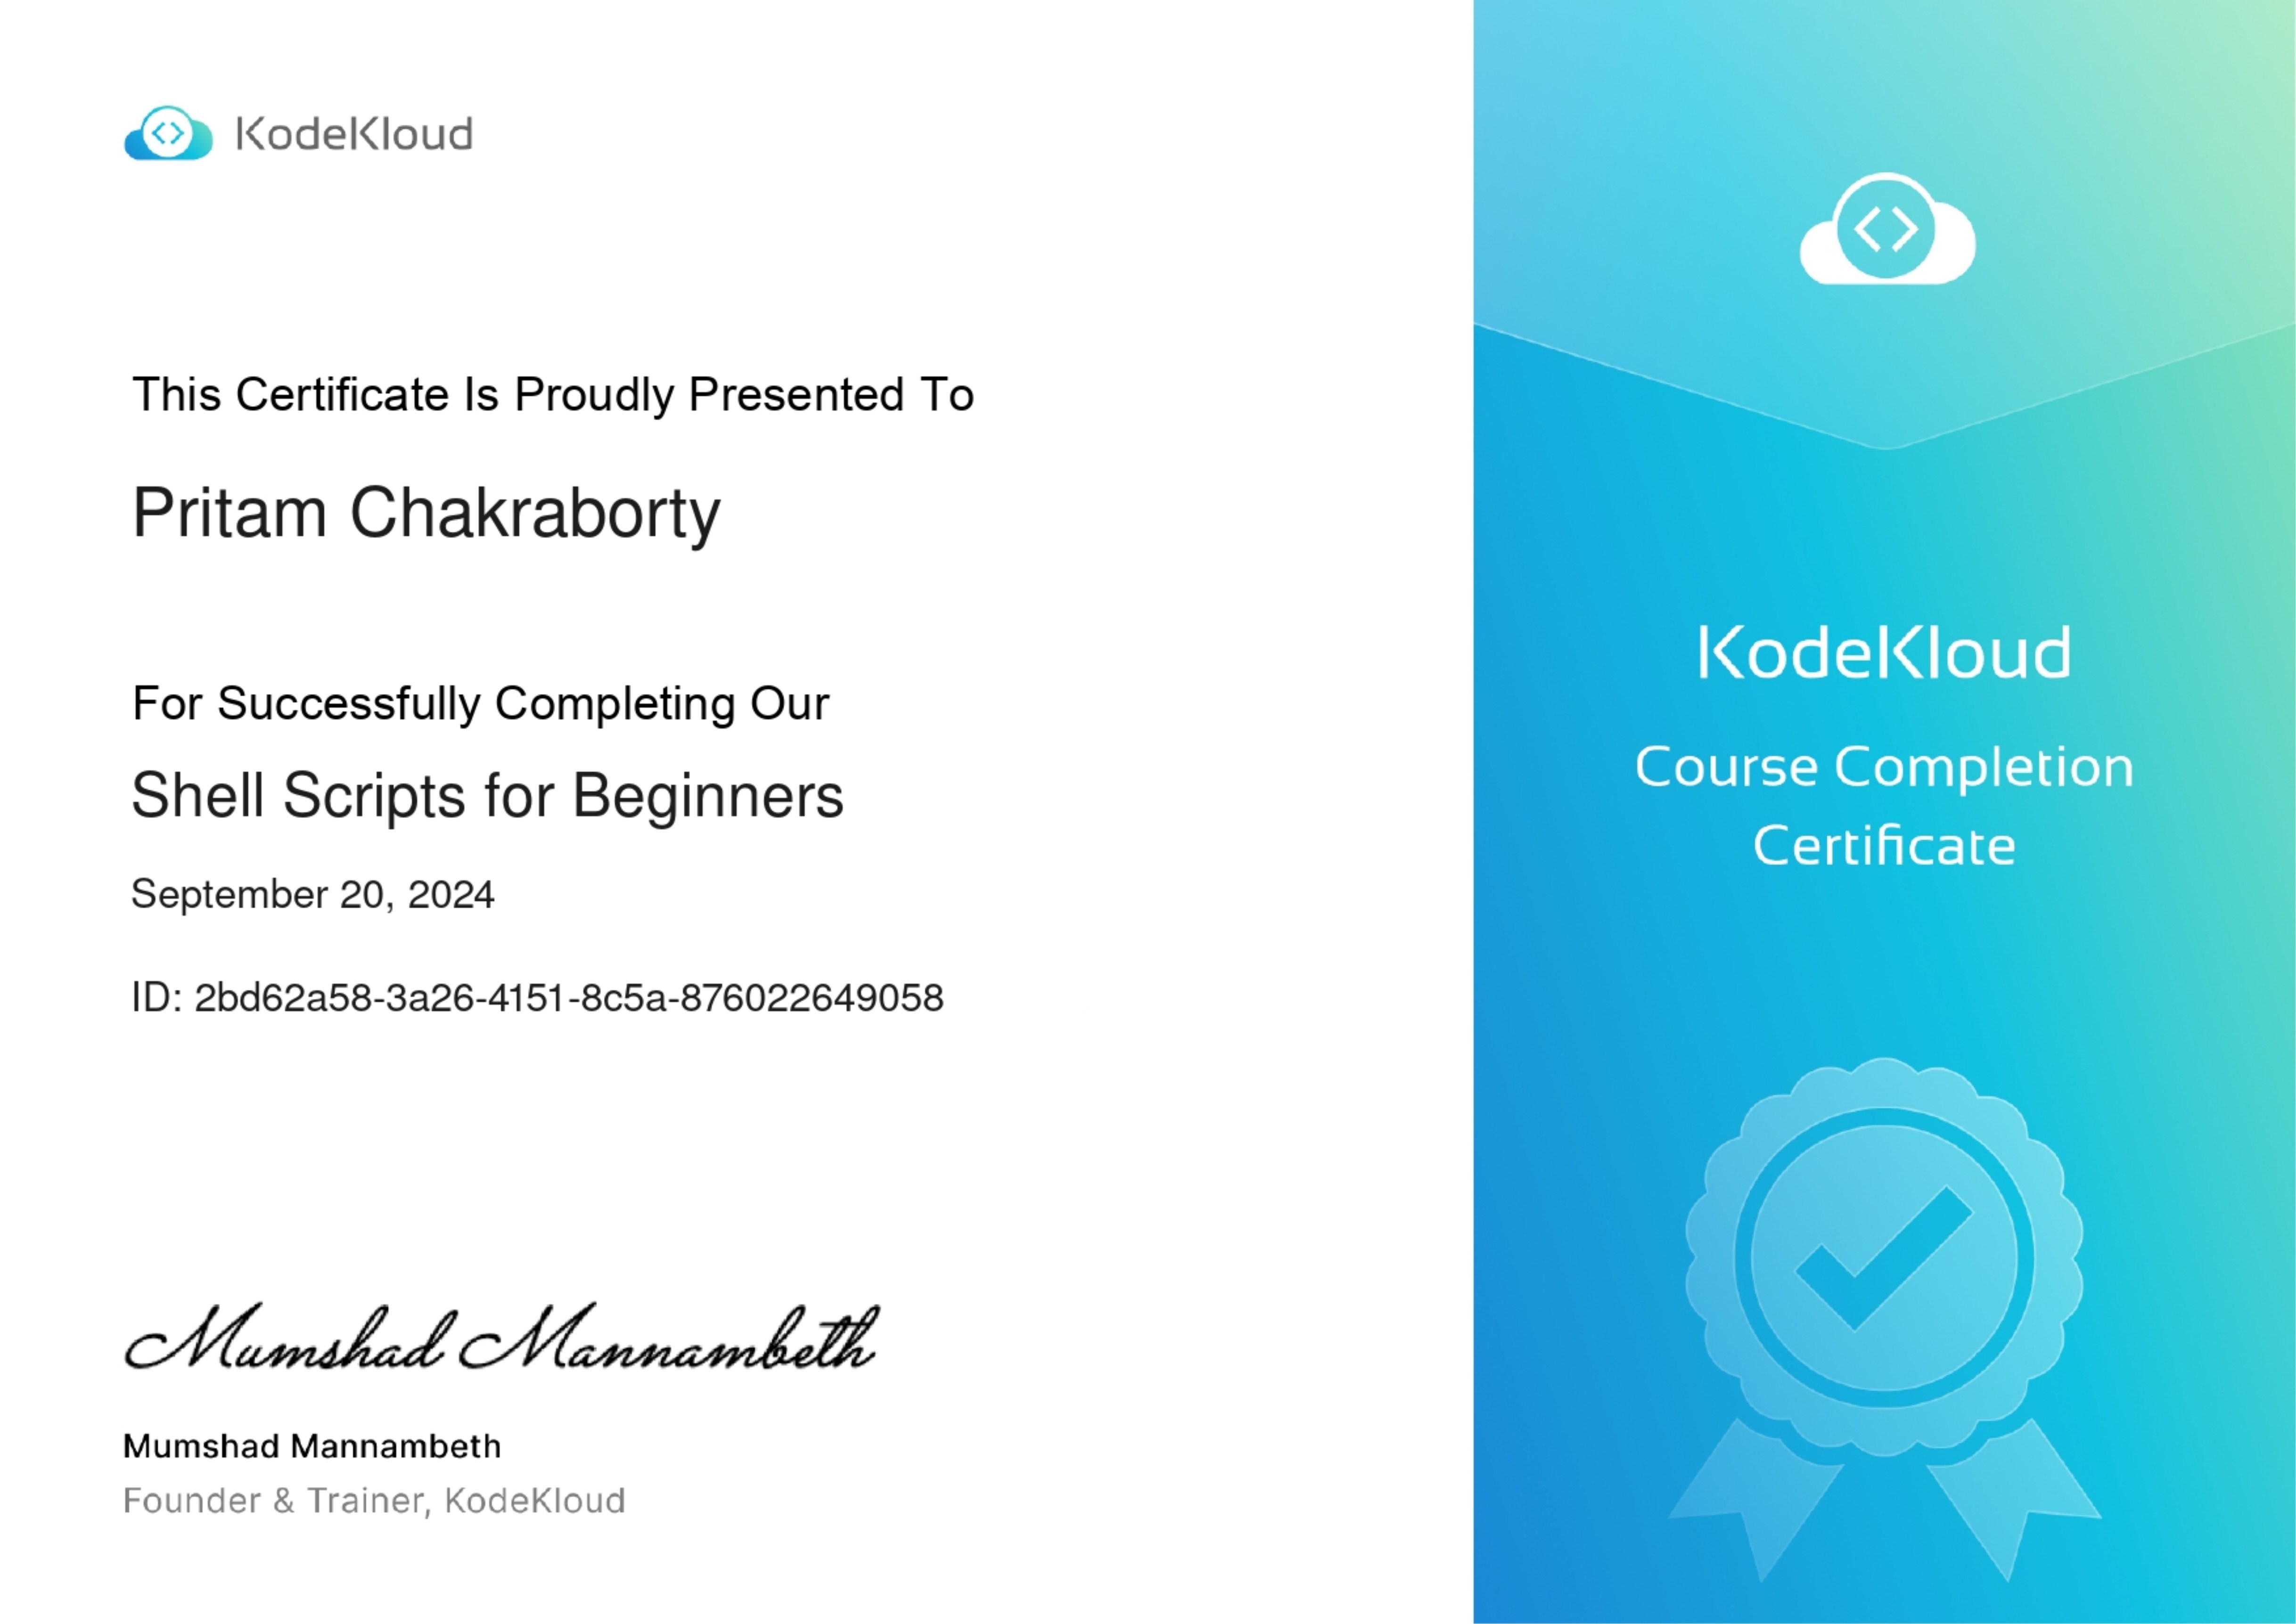 KodeKloud
This Certificate Is Proudly Presented To
Pritam Chakraborty
For Successfully Completing Our
Shell Scripts for Beginners
September 20, 2024
ID: 2bd62a58-3a26-4151-8c5a-876022649058
Mumshad Mannambeth
Mumshad Mannambeth
Founder & Trainer, KodeKloud
KodeKloud
Course Completion
Certificate